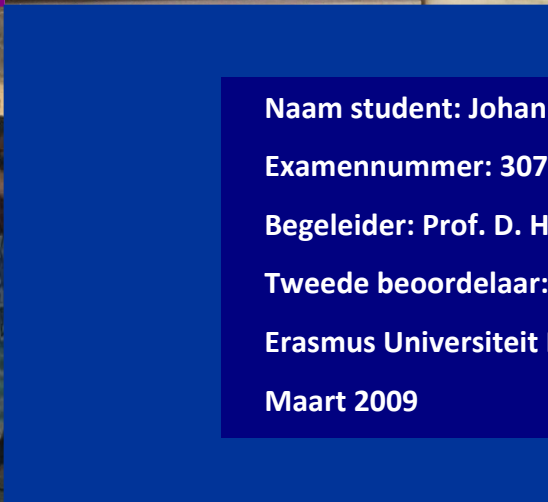 Naam student: Johan
Examennummer: 307
Begeleider: Prof. D. H
Tweede beoordelaar:
Erasmus Universiteit
Maart 2009